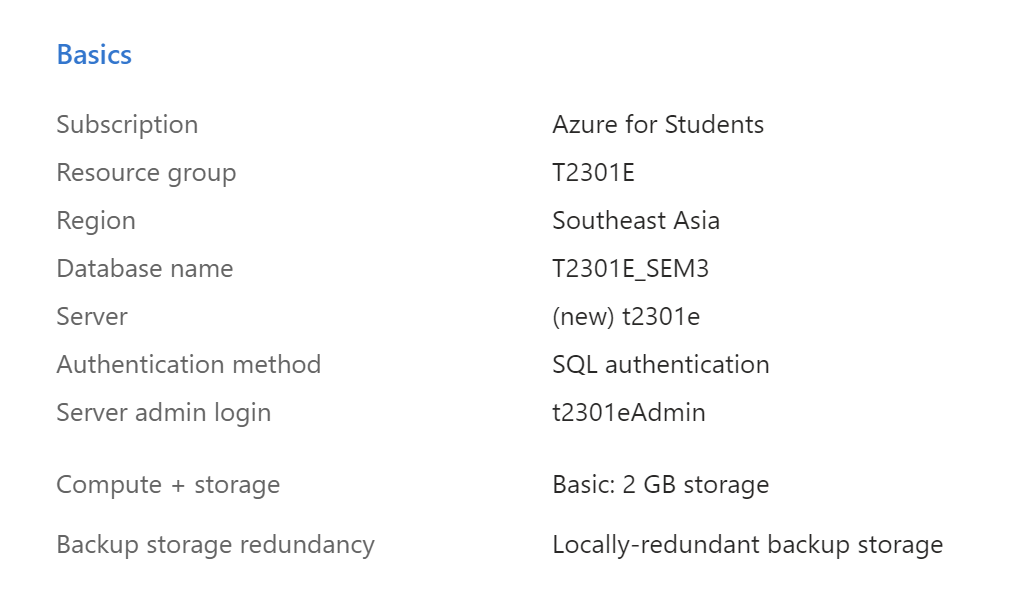 Basics
Subscription Azure for Students
Resource group T2301E
Region Southeast Asia
Database name T2301E_SEM3
Server (new) t2301e
Authentication method SQL authentication
Server admin login t2301eAdmin
Compute + storage Basic: 2 GB storage
Backup storage redundancy Locally-redundant backup storage